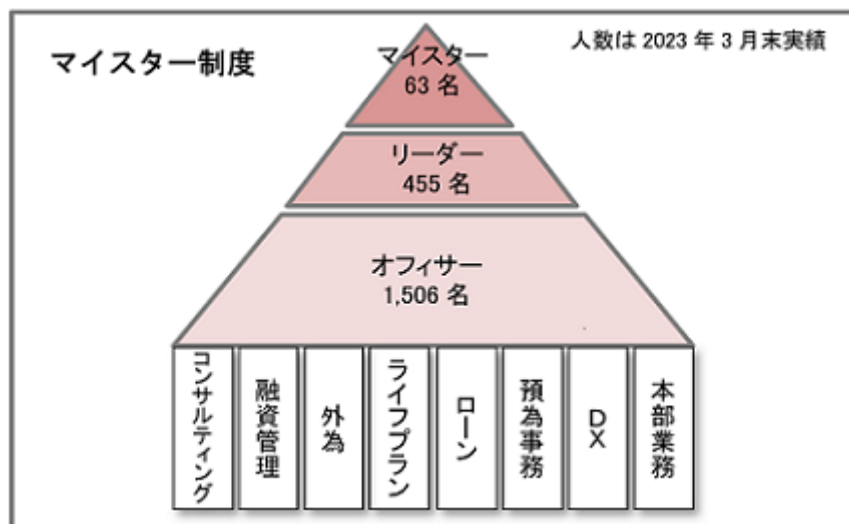 マイスター制度
人数は 2023 年 3 月末実績
マイスター
63 名
リーダー
455 名
オフィサー
1,506 名
コンサルティング
融資管理
外為
ライフプラン
ローン
預為事務
DX
本部業務